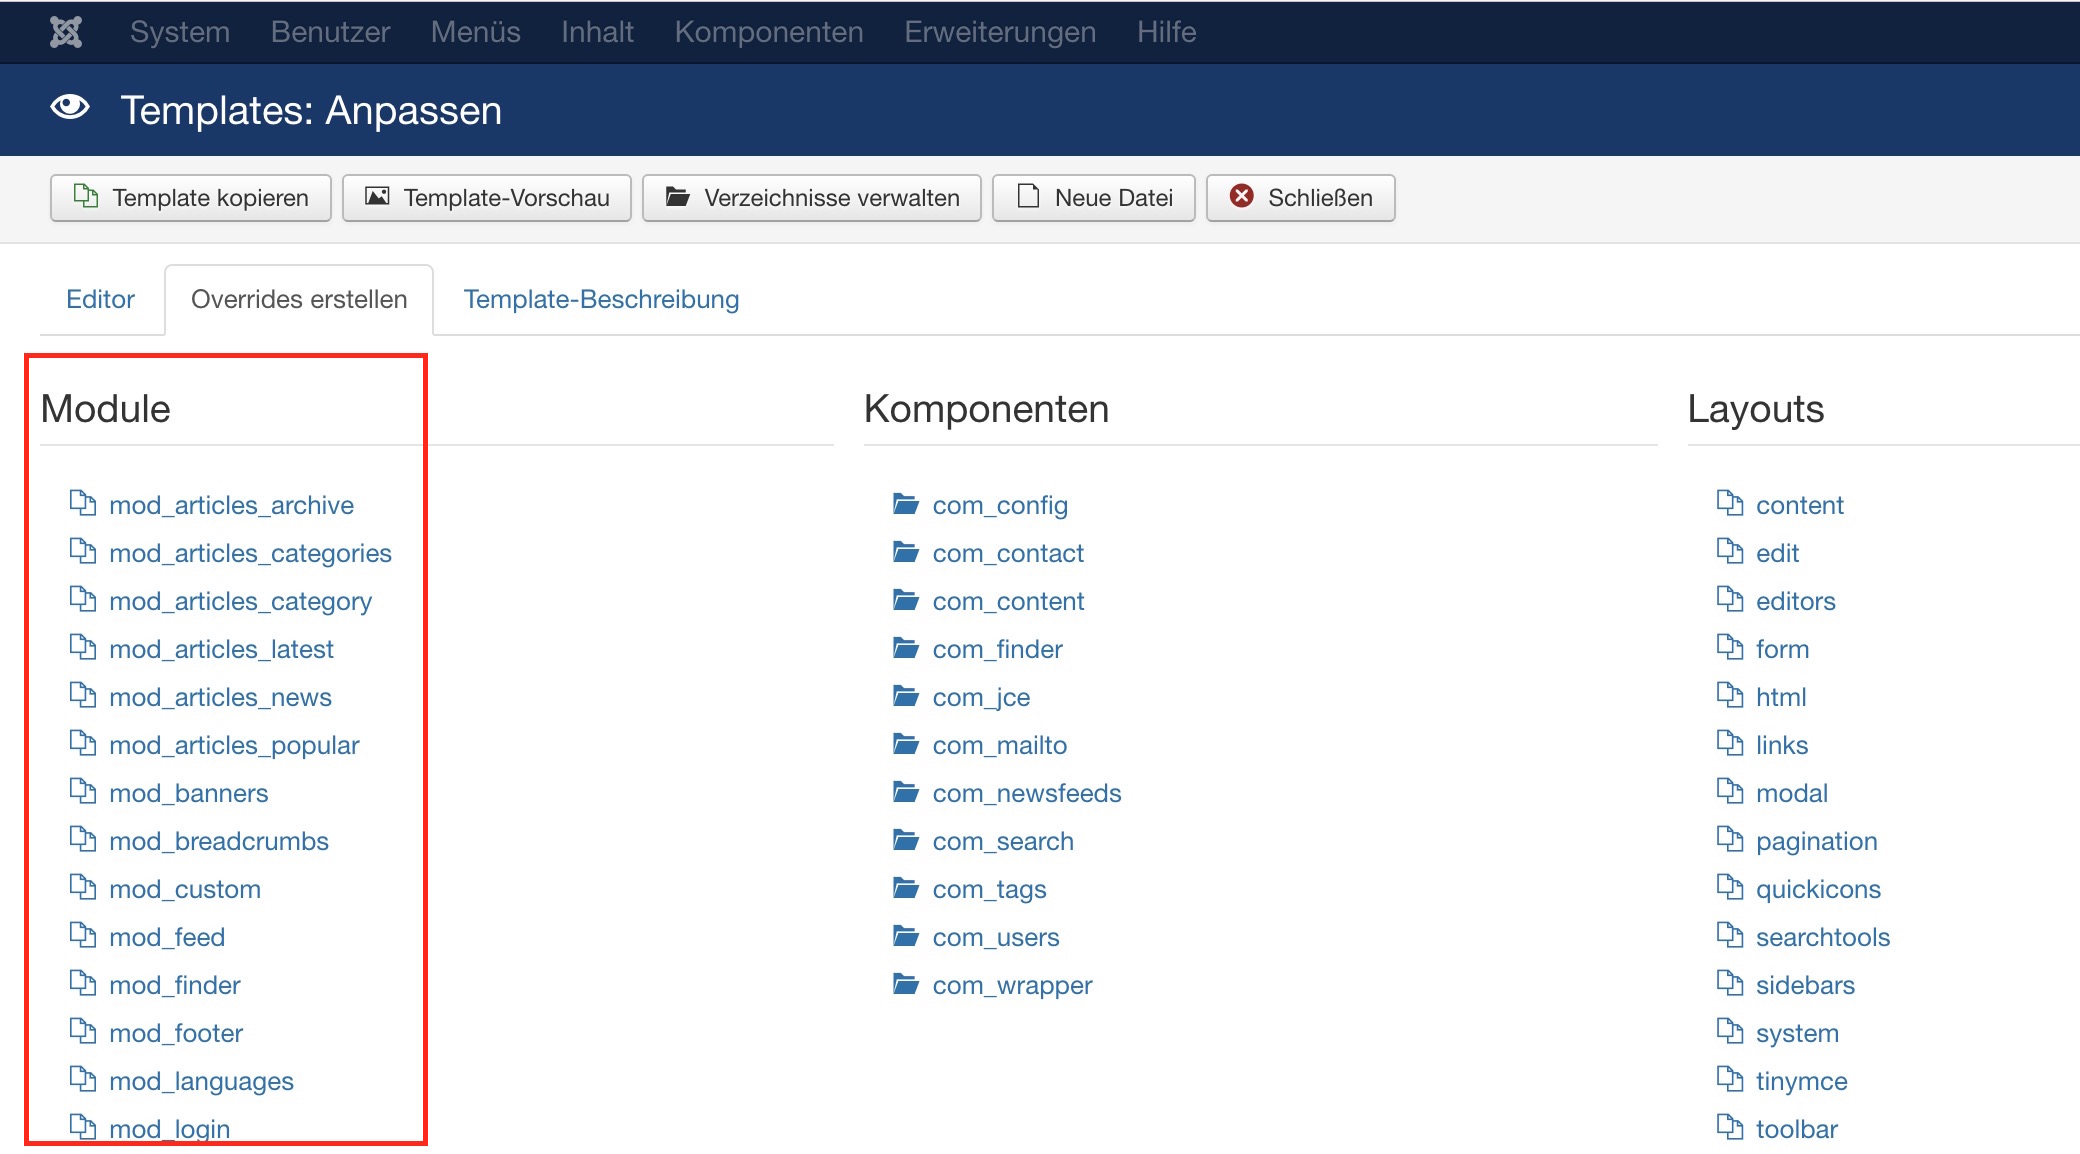 System Benutzer Menüs Inhalt Komponenten Erweiterungen Hilfe
Templates: Anpassen
Template kopieren Template-Vorschau Verzeichnisse verwalten Neue Datei Schließen
Editor Overrides erstellen Template-Beschreibung
Module
mod_articles_archive
mod_articles_categories
mod_articles_category
mod_articles_latest
mod_articles_news
mod_articles_popular
mod_banners
mod_breadcrumbs
mod_custom
mod_feed
mod_finder
mod_footer
mod_languages
mod_login
Komponenten
com_config
com_contact
com_content
com_finder
com_jce
com_mailto
com_newsfeeds
com_search
com_tags
com_users
com_wrapper
Layouts
content
edit
editors
form
html
links
modal
pagination
quickicons
searchtools
sidebars
system
tinymce
toolbar